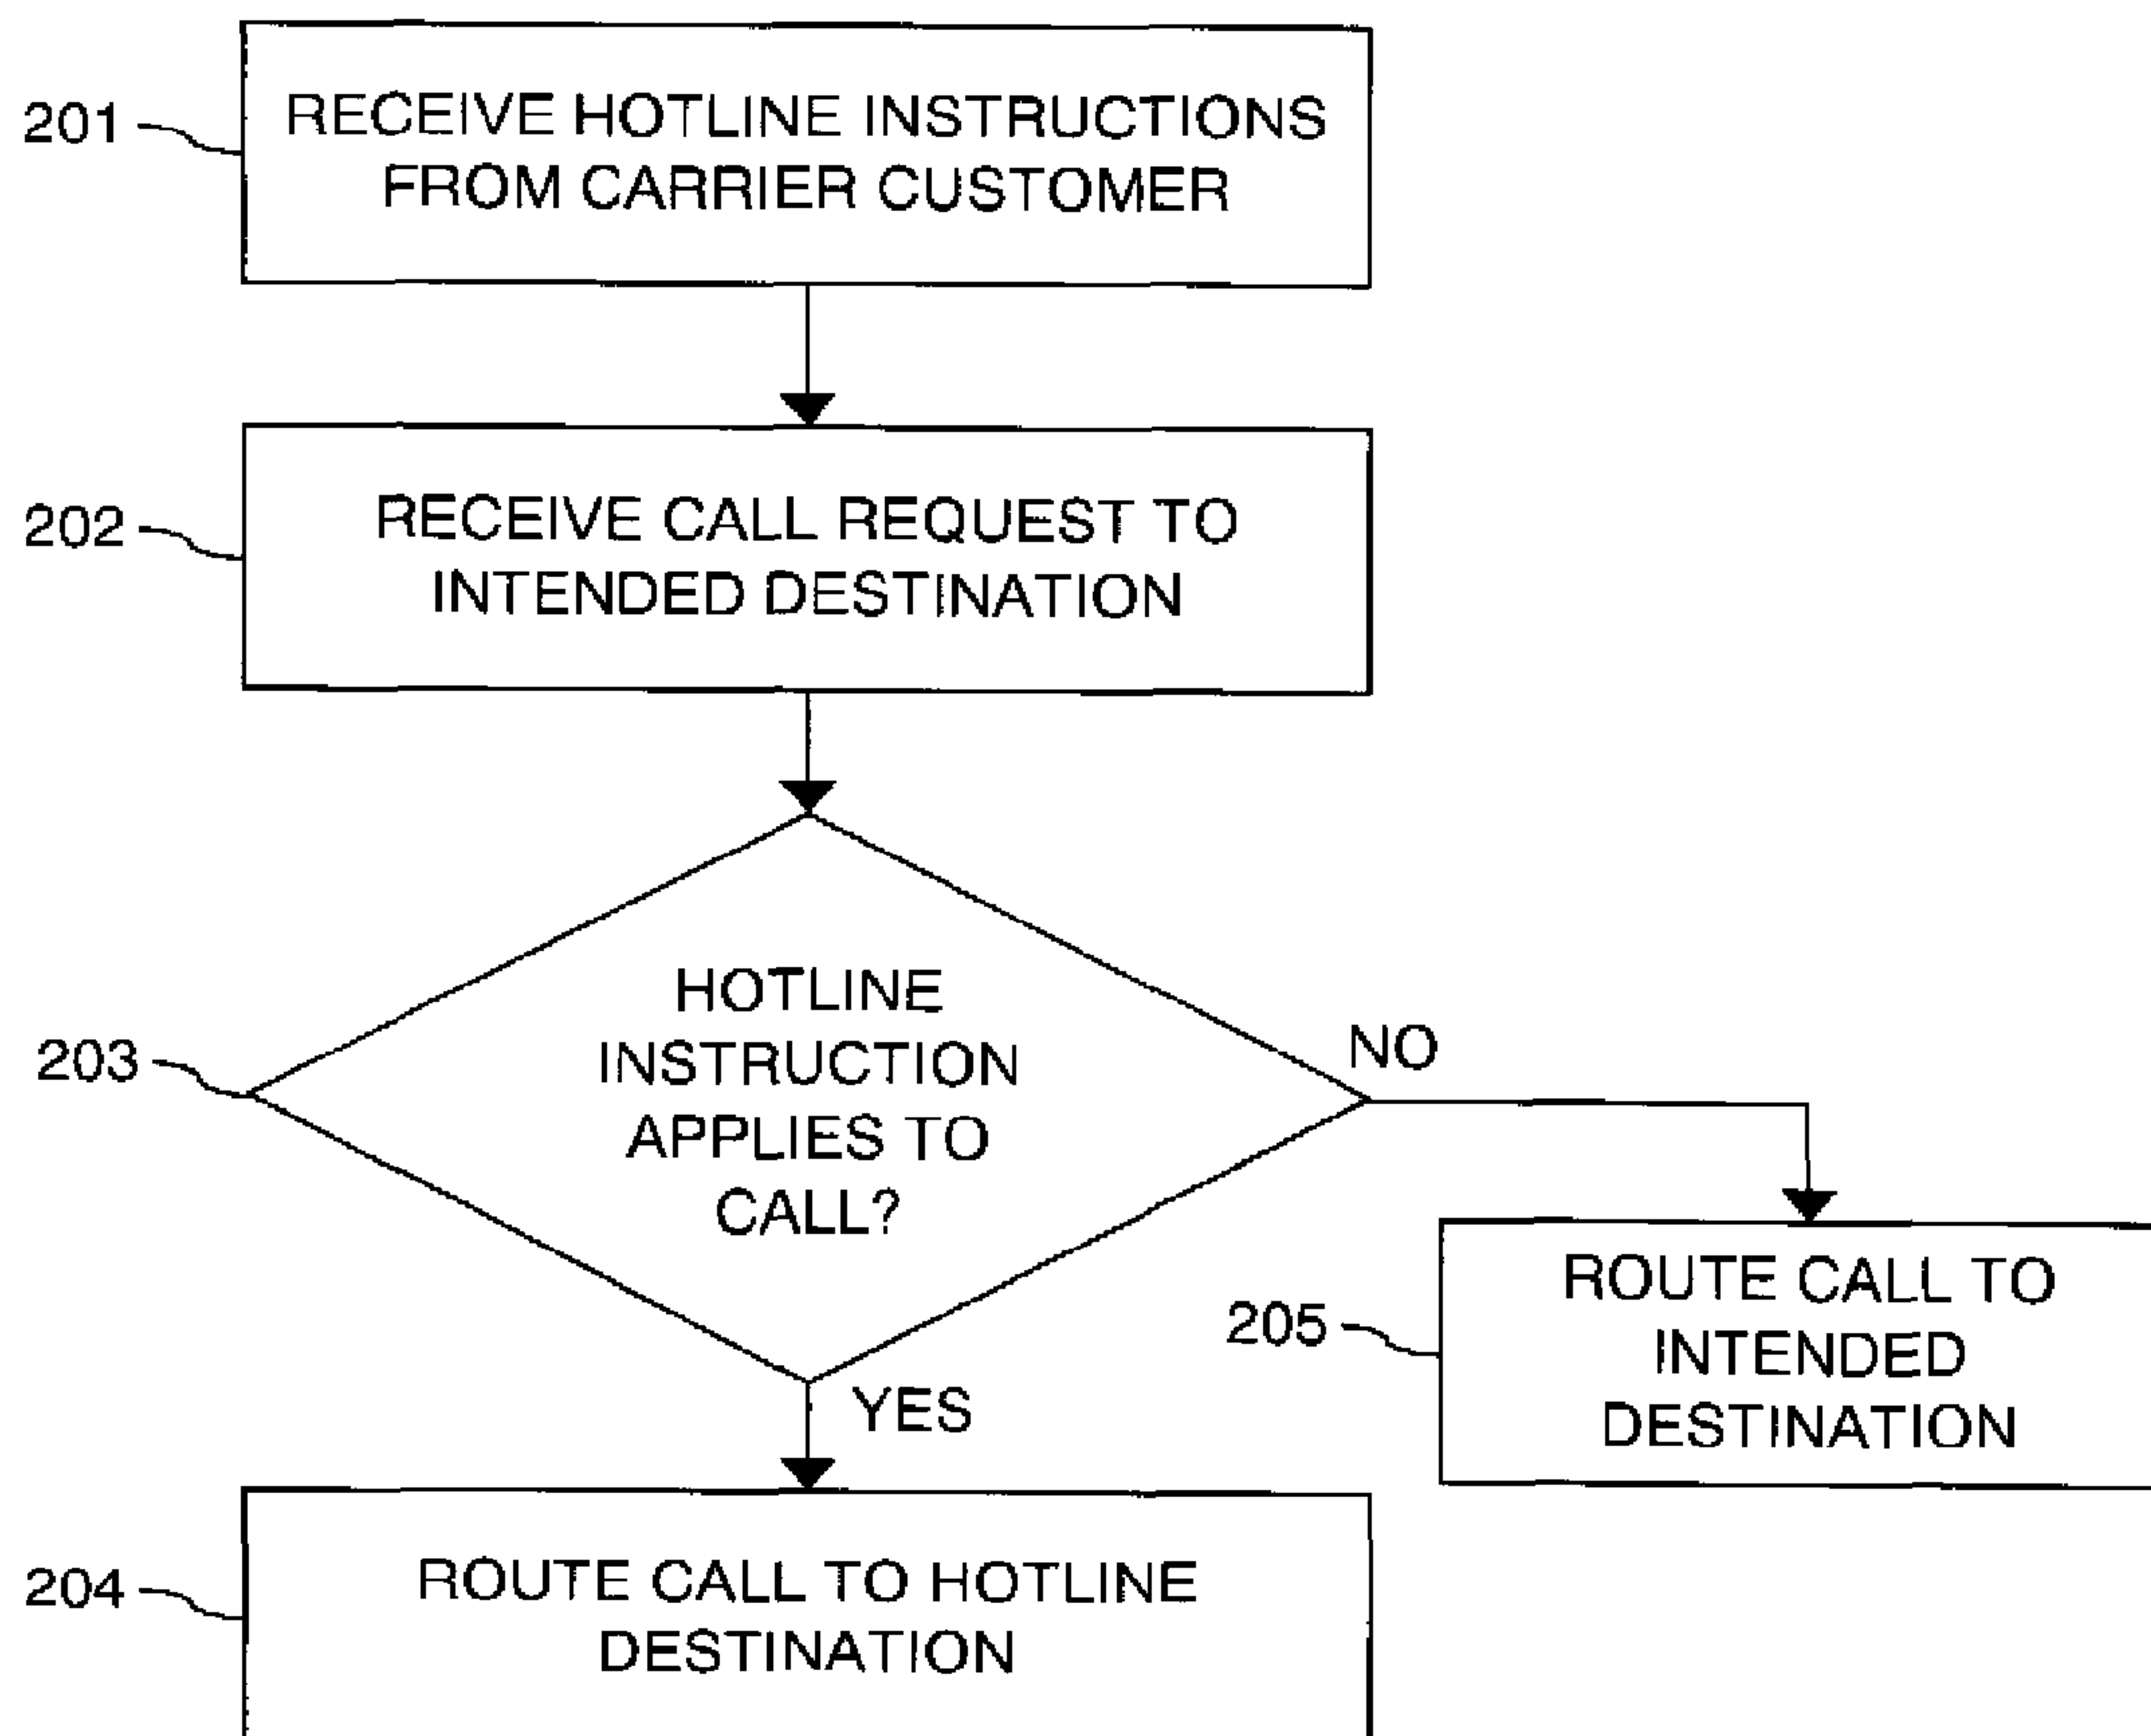 201
RECEIVE HOTLINE INSTRUCTIONS
FROM CARRIER CUSTOMER
202
RECEIVE CALL REQUEST TO
INTENDED DESTINATION
203
HOTLINE
INSTRUCTION
APPLIES TO
CALL?
NO
YES
205
ROUTE CALL TO
INTENDED
DESTINATION
204
ROUTE CALL TO HOTLINE
DESTINATION